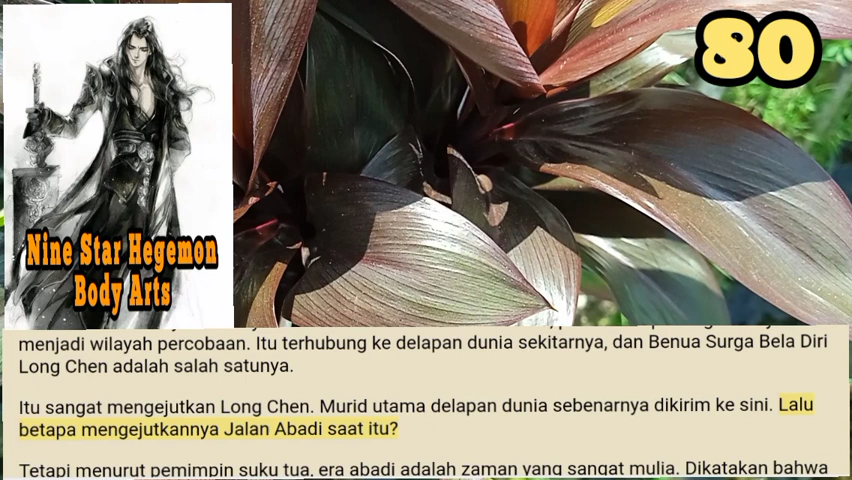 80
Nine Star Hegemon
Body Arts
menjadi wilayah percobaan. Itu terhubung ke delapan dunia sekitarnya, dan Benua Surga Bela Diri
Long Chen adalah salah satunya.
Itu sangat mengejutkan Long Chen. Murid utama delapan dunia sebenarnya dikirim ke sini. Lalu
betapa mengejutkannya Jalan Abadi saat itu?
Tetapi menurut pemimpin suku tua, era abadi adalah zaman yang sangat mulia. Dikatakan bahwa